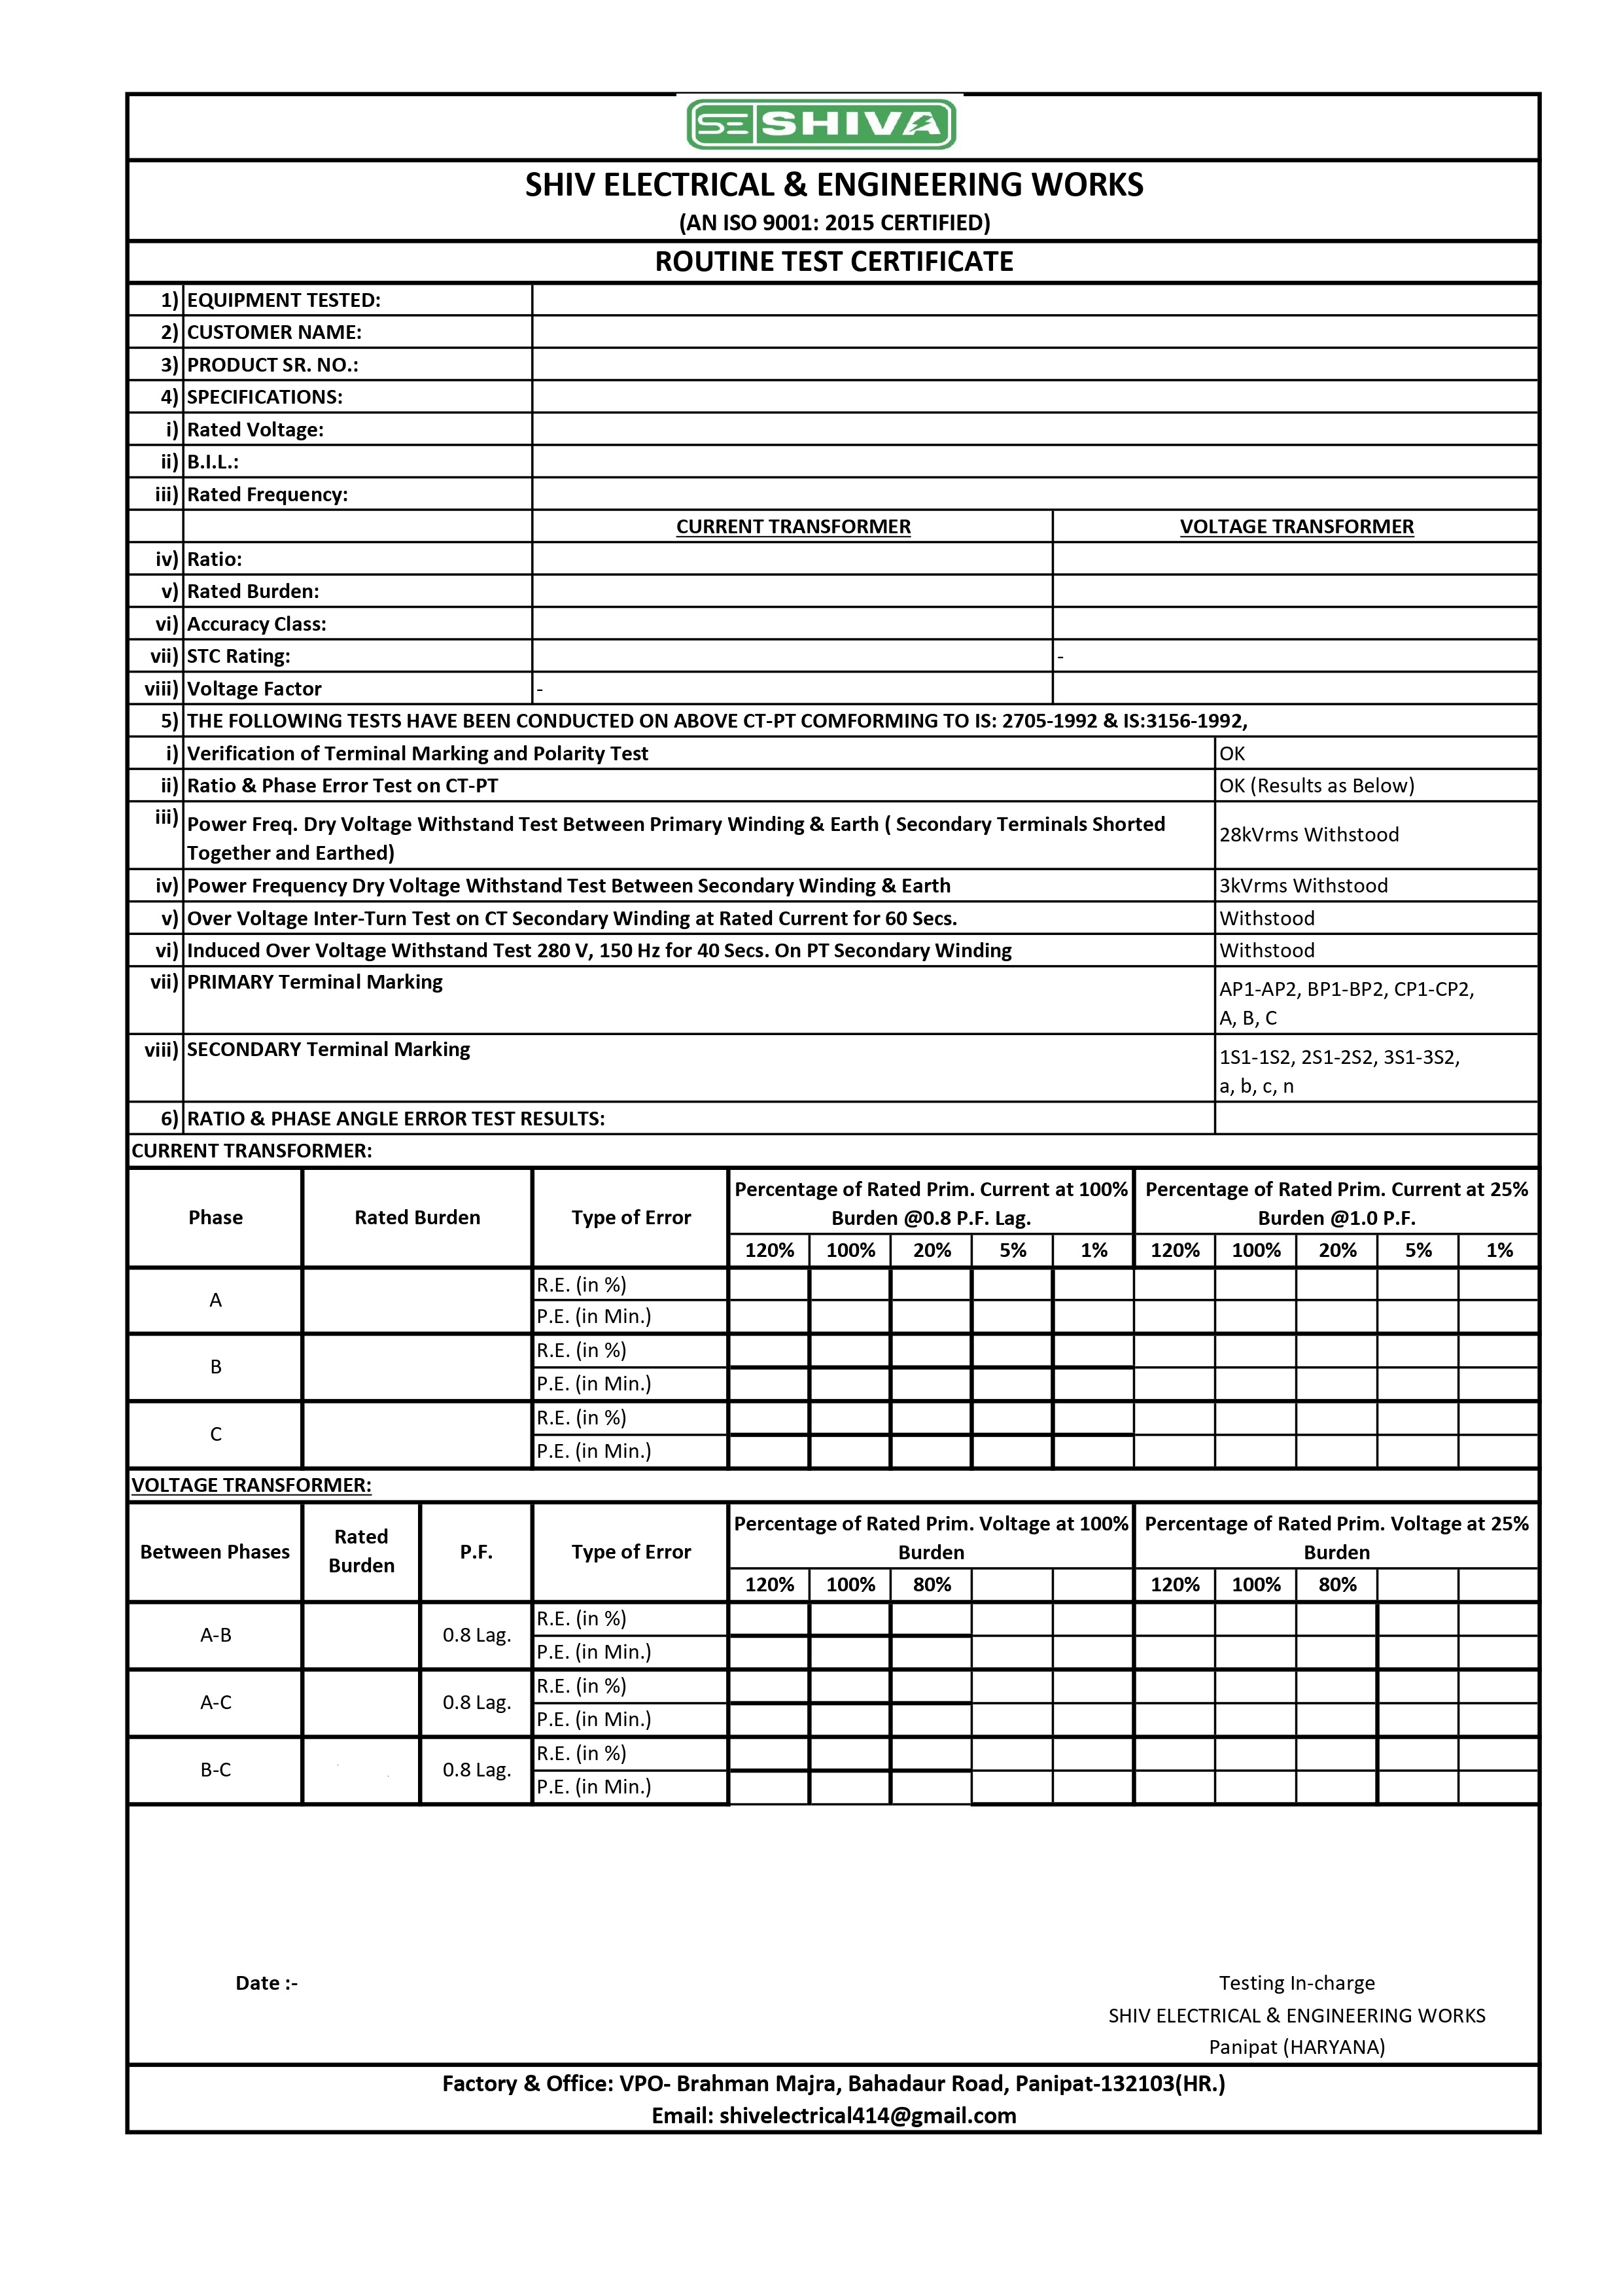 SE SHIVA
SHIV ELECTRICAL & ENGINEERING WORKS
(AN ISO 9001: 2015 CERTIFIED)
ROUTINE TEST CERTIFICATE
1) EQUIPMENT TESTED:
2) CUSTOMER NAME:
3) PRODUCT SR. NO.:
4) SPECIFICATIONS:
i) Rated Voltage:
ii) B.I.L.:
iii) Rated Frequency:
CURRENT TRANSFORMER VOLTAGE TRANSFORMER
iv) Ratio:
v) Rated Burden:
vi) Accuracy Class:
vii) STC Rating: -
viii) Voltage Factor -
5) THE FOLLOWING TESTS HAVE BEEN CONDUCTED ON ABOVE CT-PT COMFORMING TO IS: 2705-1992 & IS:3156-1992,
i) Verification of Terminal Marking and Polarity Test OK
ii) Ratio & Phase Error Test on CT-PT OK (Results as Below)
iii) Power Freq. Dry Voltage Withstand Test Between Primary Winding & Earth ( Secondary Terminals Shorted
Together and Earthed) 28kVrms Withstood
iv) Power Frequency Dry Voltage Withstand Test Between Secondary Winding & Earth 3kVrms Withstood
v) Over Voltage Inter-Turn Test on CT Secondary Winding at Rated Current for 60 Secs. Withstood
vi) Induced Over Voltage Withstand Test 280 V, 150 Hz for 40 Secs. On PT Secondary Winding Withstood
vii) PRIMARY Terminal Marking AP1-AP2, BP1-BP2, CP1-CP2,
A, B, C
viii) SECONDARY Terminal Marking 1S1-1S2, 2S1-2S2, 3S1-3S2,
a, b, c, n
6) RATIO & PHASE ANGLE ERROR TEST RESULTS:
CURRENT TRANSFORMER:
Phase Rated Burden Type of Error
Percentage of Rated Prim. Current at 100%
Burden @0.8 P.F. Lag.
Percentage of Rated Prim. Current at 25%
Burden @1.0 P.F.
120% 100% 20% 5% 1% 120% 100% 20% 5% 1%
A
R.E. (in %)
P.E. (in Min.)
B
R.E. (in %)
P.E. (in Min.)
C
R.E. (in %)
P.E. (in Min.)
VOLTAGE TRANSFORMER:
Between Phases
Rated
Burden
P.F.
Type of Error
Percentage of Rated Prim. Voltage at 100%
Burden
Percentage of Rated Prim. Voltage at 25%
Burden
120% 100% 80% 120% 100% 80%
A-B 0.8 Lag.
R.E. (in %)
P.E. (in Min.)
A-C 0.8 Lag.
R.E. (in %)
P.E. (in Min.)
B-C 0.8 Lag.
R.E. (in %)
P.E. (in Min.)
Date :- Testing In-charge
SHIV ELECTRICAL & ENGINEERING WORKS
Panipat (HARYANA)
Factory & Office: VPO- Brahman Majra, Bahadaur Road, Panipat-132103(HR.)
Email: shivelectrical414@gmail.com